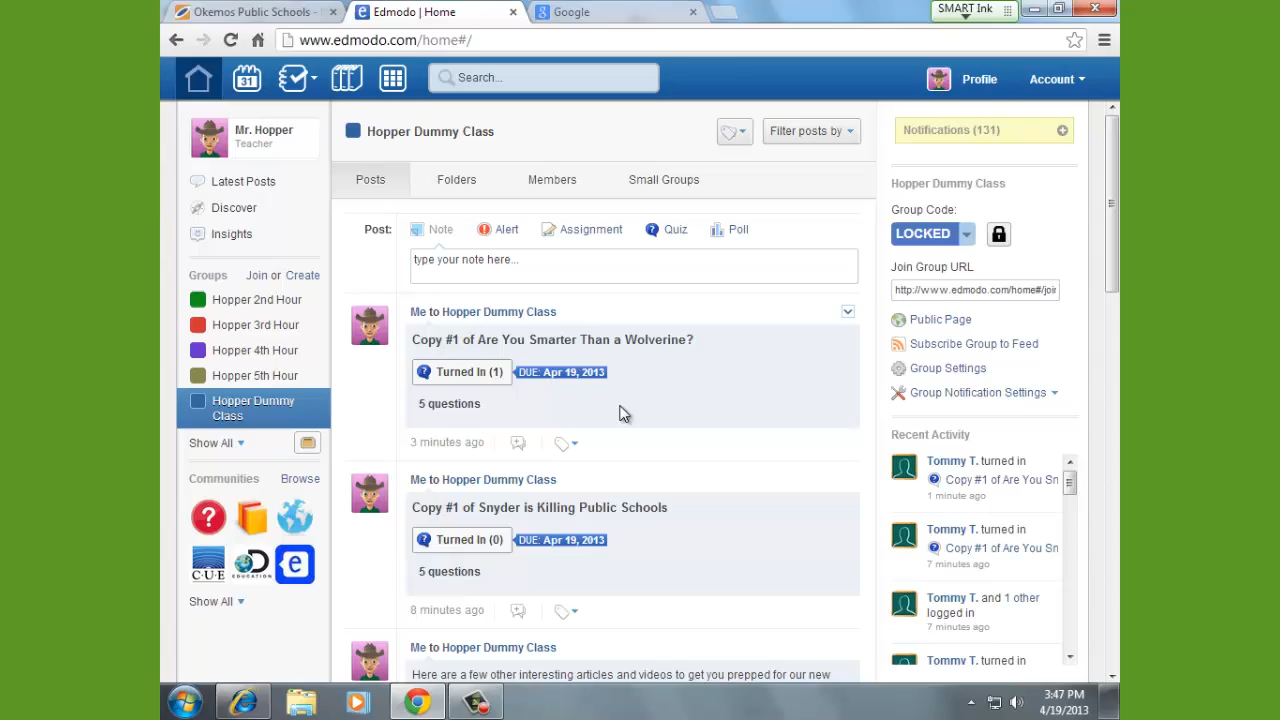 Okemos Public Schools -
Edmodo | Home
Google
SMART Ink
www.edmodo.com/home#/
31
Search...
Profile
Account
Mr. Hopper
Teacher
Latest Posts
Discover
Insights
Groups
Join or Create
Hopper 2nd Hour
Hopper 3rd Hour
Hopper 4th Hour
Hopper 5th Hour
Hopper Dummy
Class
Show All
Communities
Browse
?
C·U·E
EDUCATION
e
Show All
Hopper Dummy Class
Filter posts by
Posts
Folders
Members
Small Groups
Post:
Note
Alert
Assignment
Quiz
Poll
type your note here...
Me to Hopper Dummy Class
Copy #1 of Are You Smarter Than a Wolverine?
Turned In (1)
DUE: Apr 19, 2013
5 questions
3 minutes ago
Me to Hopper Dummy Class
Copy #1 of Snyder is Killing Public Schools
Turned In (0)
DUE: Apr 19, 2013
5 questions
8 minutes ago
Me to Hopper Dummy Class
Here are a few other interesting articles and videos to get you prepped for our new
Notifications (131)
Hopper Dummy Class
Group Code:
LOCKED
Join Group URL
http://www.edmodo.com/home#/join
Public Page
Subscribe Group to Feed
Group Settings
Group Notification Settings
Recent Activity
Tommy T. turned in
Copy #1 of Are You Sn
1 minute ago
Tommy T. turned in
Copy #1 of Are You Sn
7 minutes ago
Tommy T. and 1 other
logged in
7 minutes ago
Tommy T. turned in
3:47 PM
4/19/2013